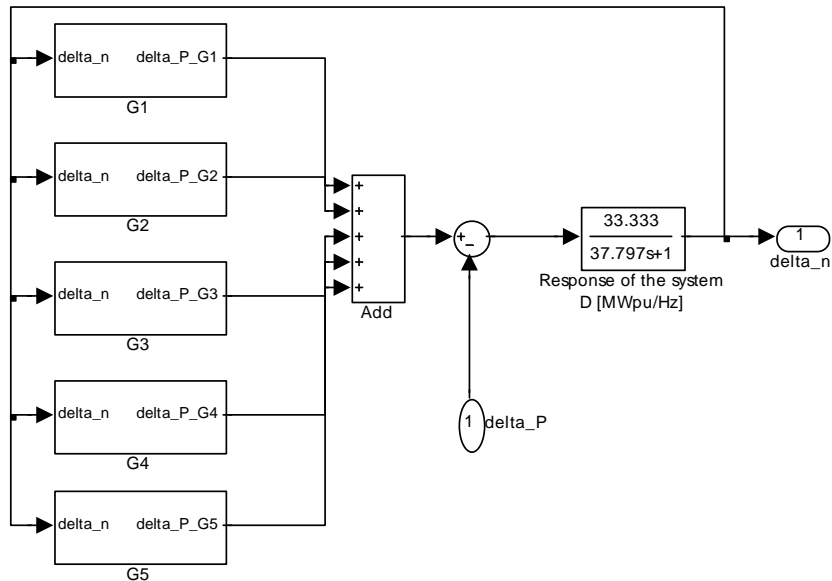 delta_n delta_P_G1
G1
delta_n delta_P_G2
G2
delta_n delta_P_G3
G3
delta_n delta_P_G4
G4
delta_n delta_P_G5
G5
+
+
+
+
+
Add
+
–
1
delta_P
33.333
37.797s+1
Response of the system
D [MWpu/Hz]
1
delta_n